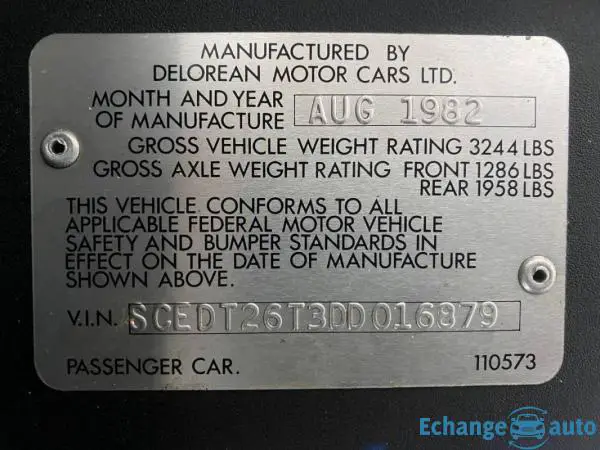 MANUFACTURED BY
DELOREAN MOTOR CARS LTD.
MONTH AND YEAR
OF MANUFACTURE AUG 1982
GROSS VEHICLE WEIGHT RATING 3244 LBS
GROSS AXLE WEIGHT RATING FRONT 1286 LBS
REAR 1958 LBS
THIS VEHICLE CONFORMS TO ALL
APPLICABLE FEDERAL MOTOR VEHICLE
SAFETY AND BUMPER STANDARDS IN
EFFECT ON THE DATE OF MANUFACTURE
SHOWN ABOVE.
V.I.N. SCEDT26T3DD016879
PASSENGER CAR. 110573
Echange auto